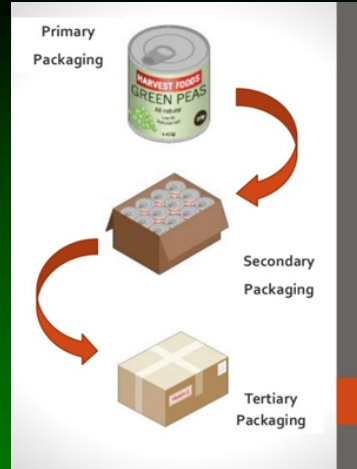 Primary
Packaging
HARVEST FOODS
GREEN PEAS
All natural
Secondary
Packaging
FRAGILE
Tertiary
Packaging